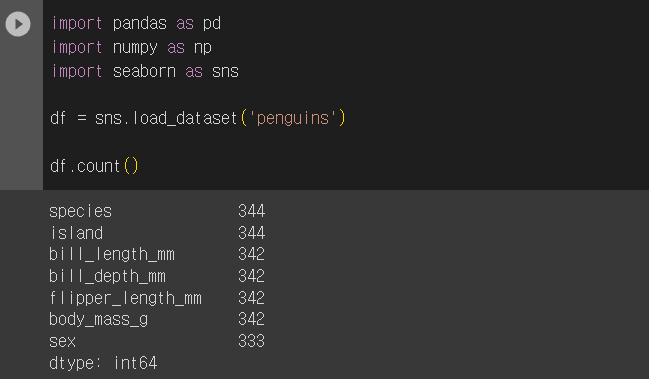 import pandas as pd
import numpy as np
import seaborn as sns
df = sns.load_dataset('penguins')
df.count()
species 344
island 344
bill_length_mm 342
bill_depth_mm 342
flipper_length_mm 342
body_mass_g 342
sex 333
dtype: int64